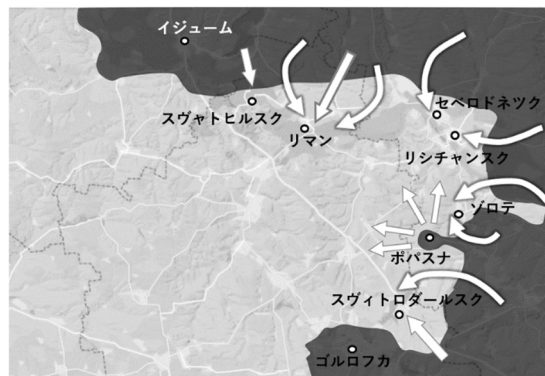 イジューム
スヴャトヒルスク
リマン
セベロドネツク
リシチャンスク
ゾロテ
ポパスナ
スヴィトロダールスク
ゴルロフカ